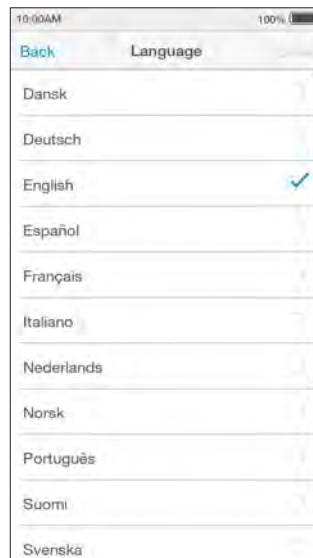 10:00AM 100%
Back Language
Dansk
Deutsch
English
Español
Français
Italiano
Nederlands
Norsk
Português
Suomi
Svenska